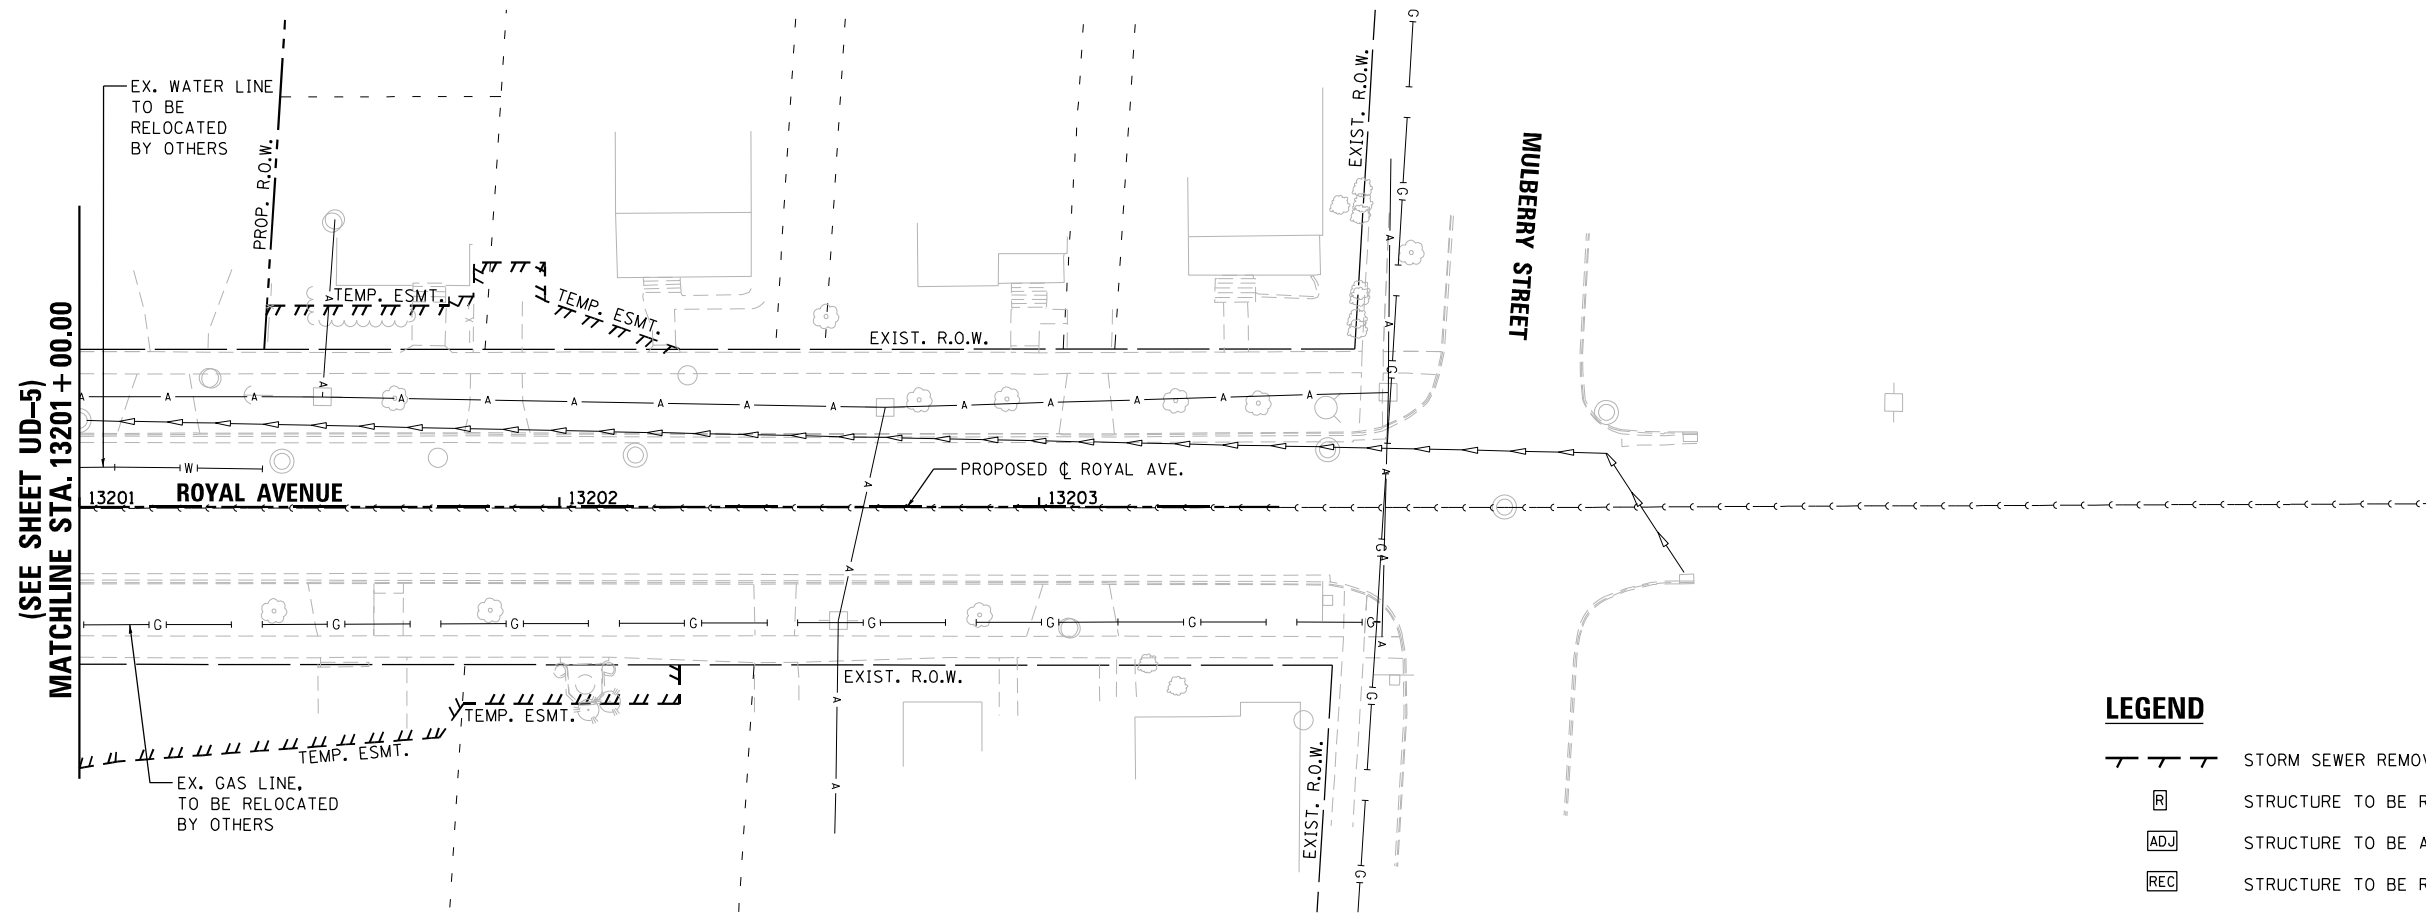 EX. WATER LINE
TO BE
RELOCATED
BY OTHERS
PROP. R.O.W.
EXIST. R.O.W.
MULBERRY STREET
TEMP. ESMT.
TEMP. ESMT.
EXIST. R.O.W.
(SEE SHEET UD-5)
MATCHLINE STA. 13201 + 00.00
A A A A A A A A A A A A A A
W
PROPOSED ℄ ROYAL AVE.
ROYAL AVENUE
13201 13202 13203
G G G G G G G G
EXIST. R.O.W.
TEMP. ESMT.
TEMP. ESMT.
EX. GAS LINE,
TO BE RELOCATED
BY OTHERS
EXIST. R.O.W.
LEGEND
STORM SEWER
R STRUCTURE TO BE
ADJ STRUCTURE TO BE
REC STRUCTURE TO BE